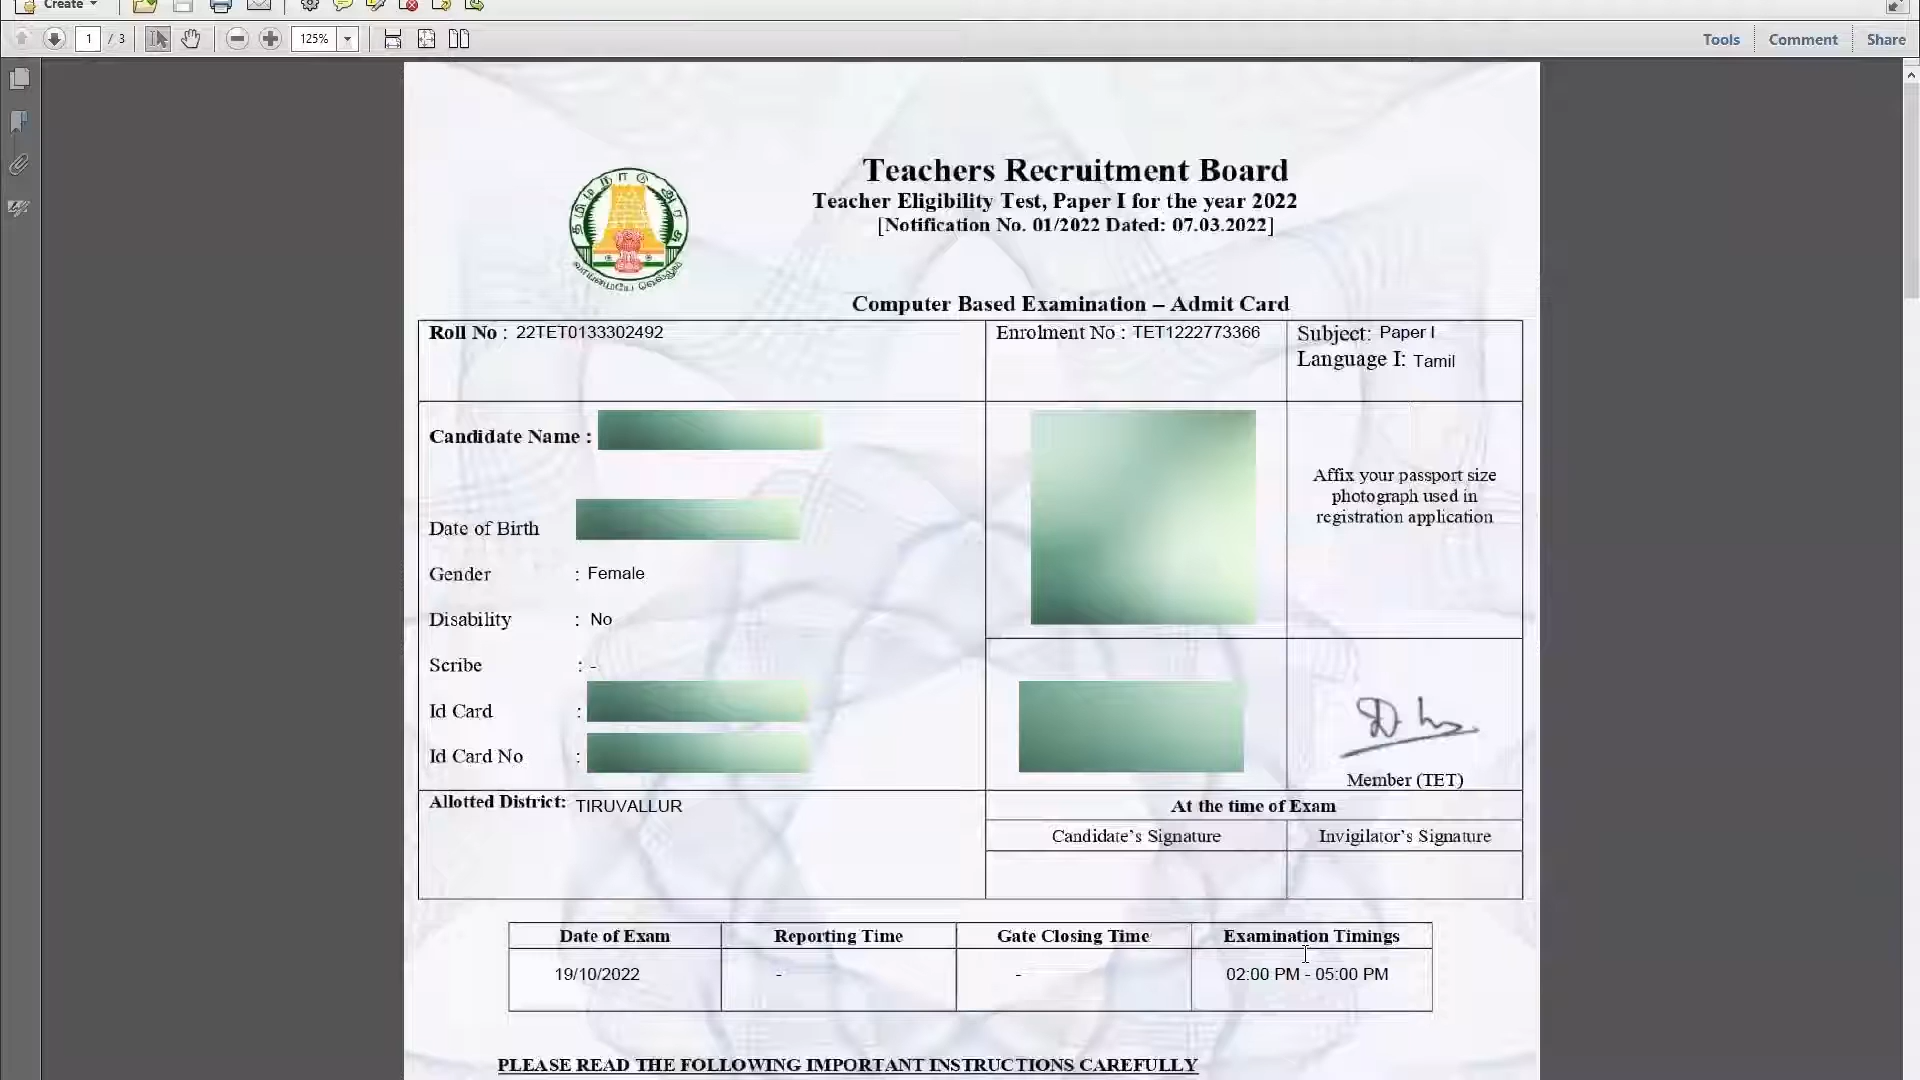 Create
1 / 3
125%
Tools
Comment
Share
Teachers Recruitment Board
Teacher Eligibility Test, Paper I for the year 2022
[Notification No. 01/2022 Dated: 07.03.2022]
Computer Based Examination – Admit Card
Roll No : 22TET0133302492
Enrolment No : TET1222773366
Subject: Paper I
Language I: Tamil
Candidate Name :
Affix your passport size
photograph used in
registration application
Date of Birth
Gender : Female
Disability : No
Scribe : -
Id Card :
Id Card No :
Member (TET)
Allotted District: TIRUVALLUR
At the time of Exam
Candidate's Signature
Invigilator's Signature
Date of Exam
Reporting Time
Gate Closing Time
Examination Timings
19/10/2022
-
-
02:00 PM - 05:00 PM
PLEASE READ THE FOLLOWING IMPORTANT INSTRUCTIONS CAREFULLY